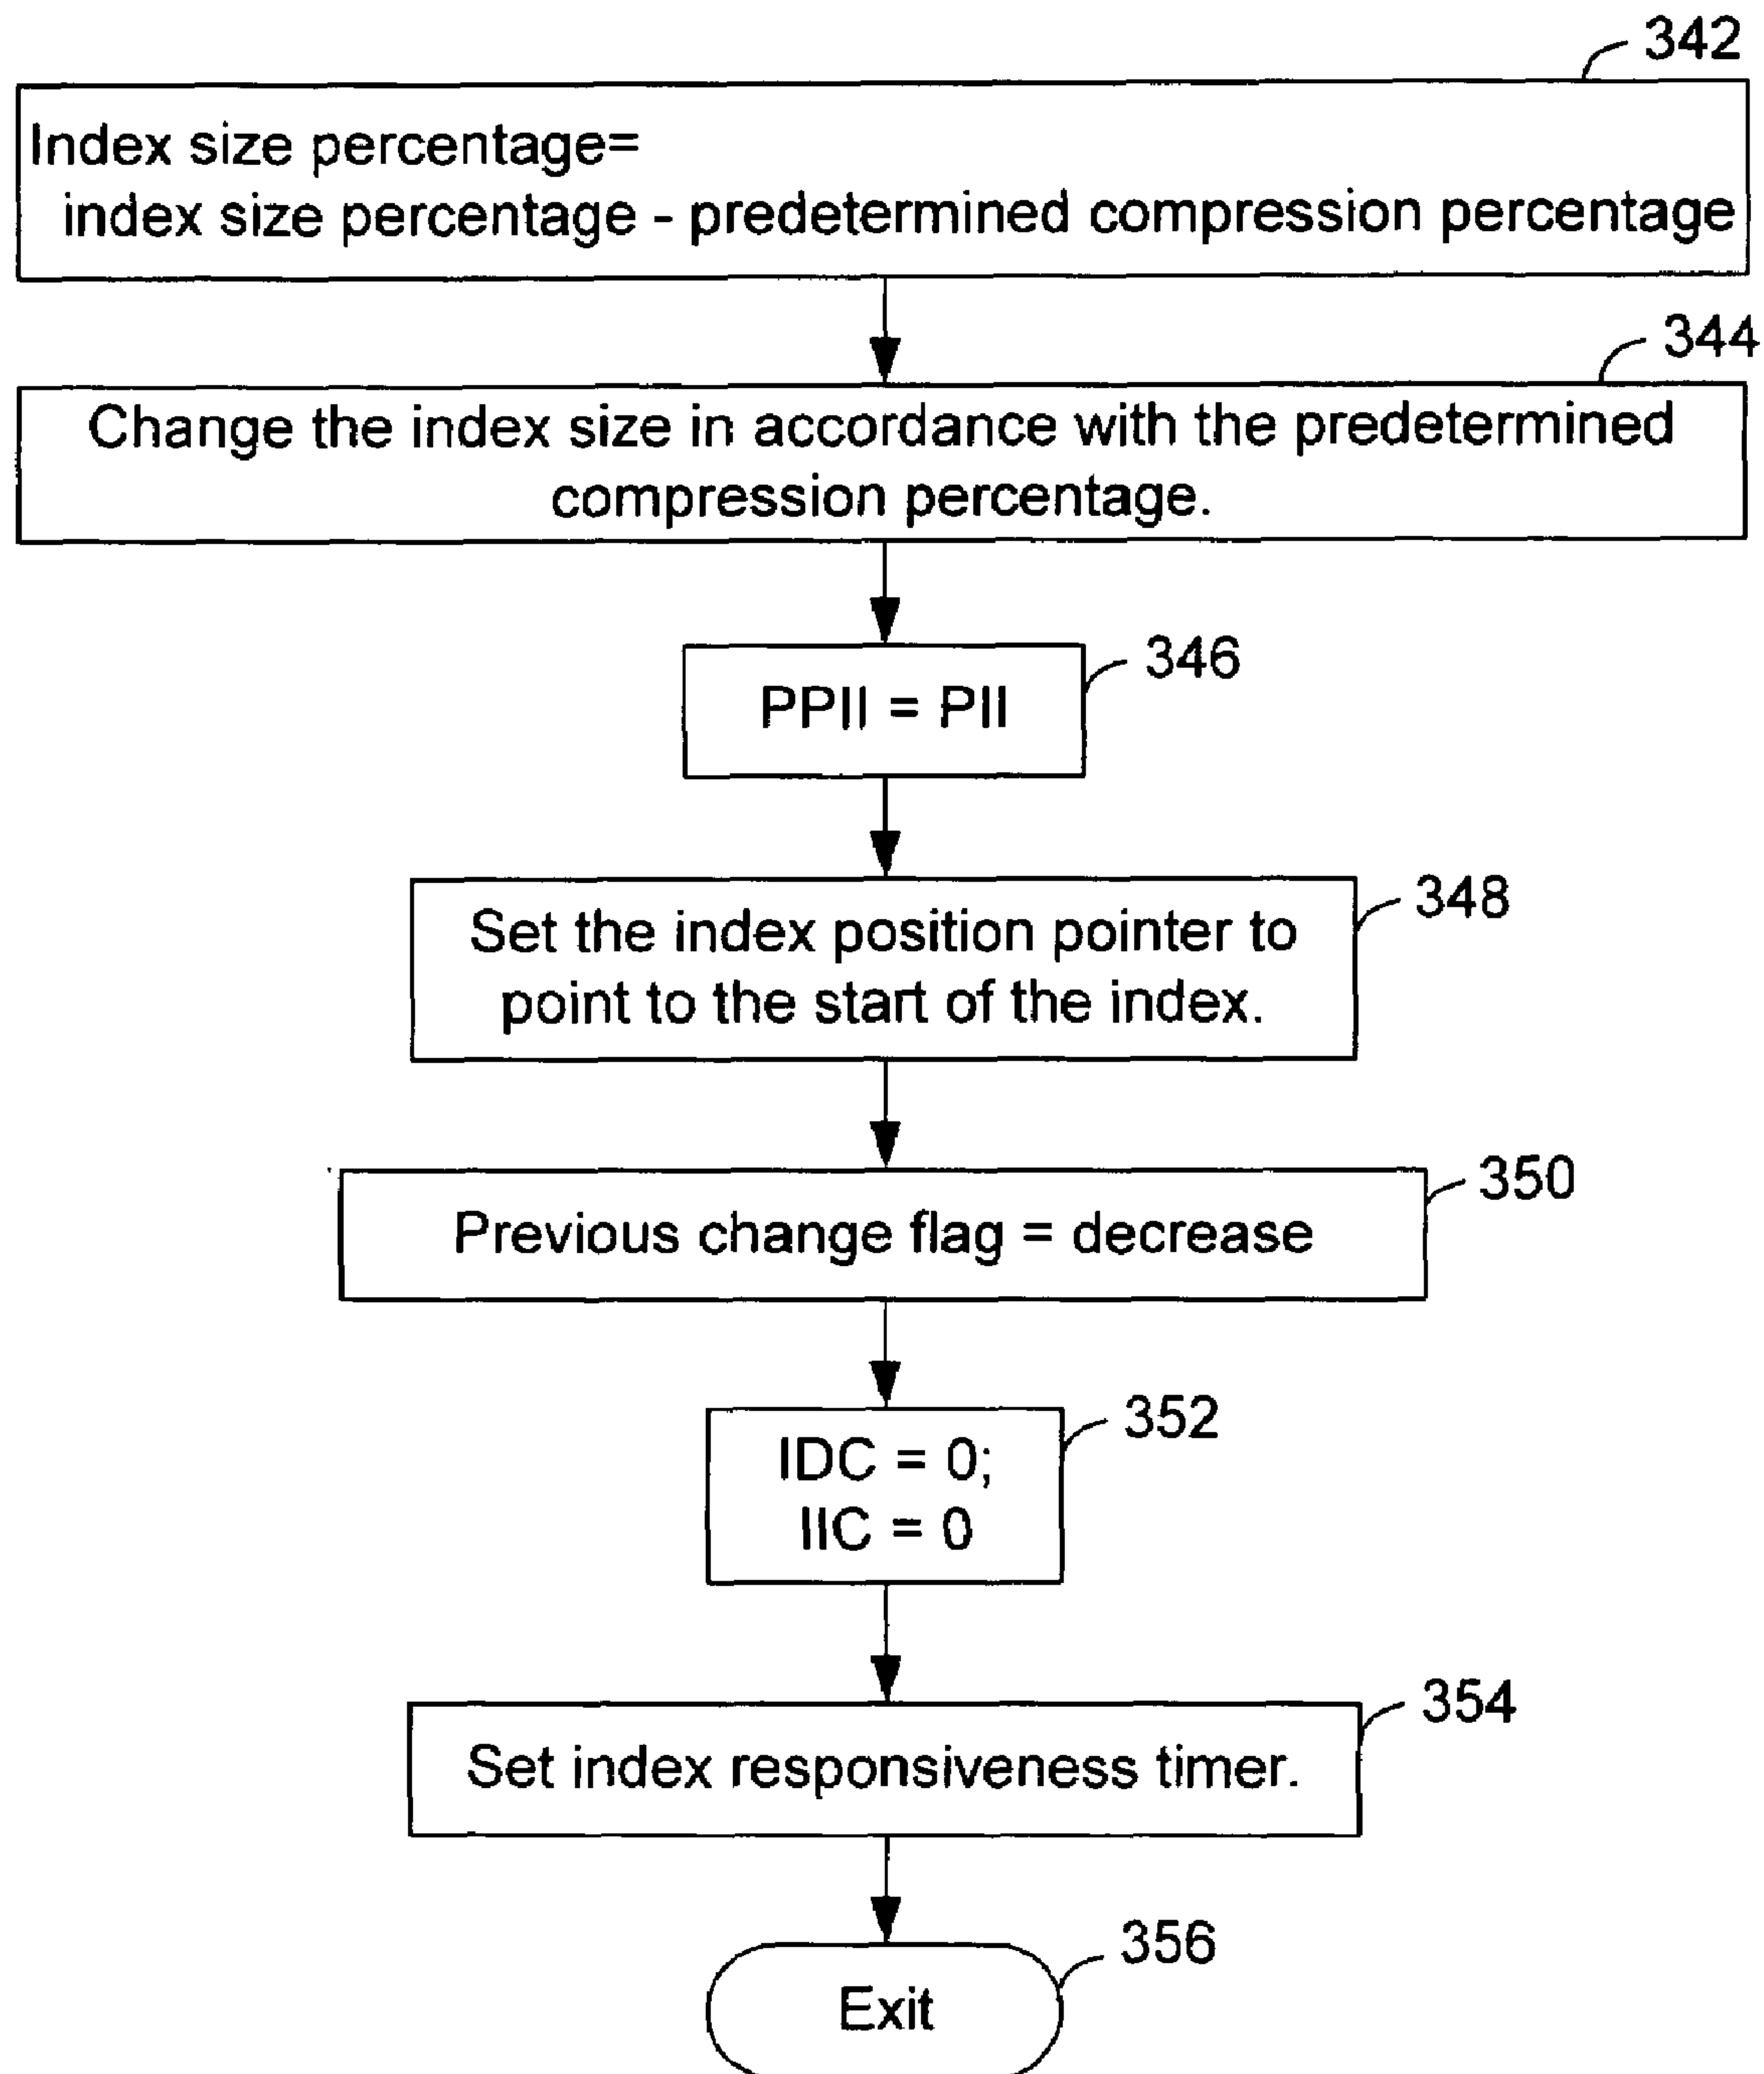 342
Index size percentage=
index size percentage - predetermined compression percentage
344
Change the index size in accordance with the predetermined
compression percentage.
346
PPII = PII
348
Set the index position pointer to
point to the start of the index.
350
Previous change flag = decrease
352
IDC = 0;
IIC = 0
354
Set index responsiveness timer.
356
Exit